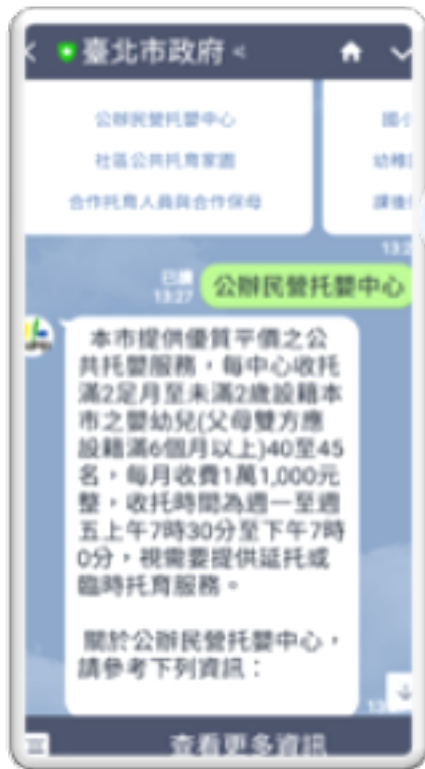 臺北市政府
公辦民營托嬰中心
社區公共托育家園
合作托育人員與合作保母
已讀
13:27
公辦民營托嬰中心
本市提供優質平價之公
共托嬰服務，每中心收托
滿2足月至未滿2歲設籍本
市之嬰幼兒(父母雙方應
設籍滿6個月以上)40至45
名，每月收費1萬1,000元
整，收托時間為週一至週
五上午7時30分至下午7時
0分，視需要提供延托或
臨時托育服務。
關於公辦民營托嬰中心，
請參考下列資訊：
查看更多資訊